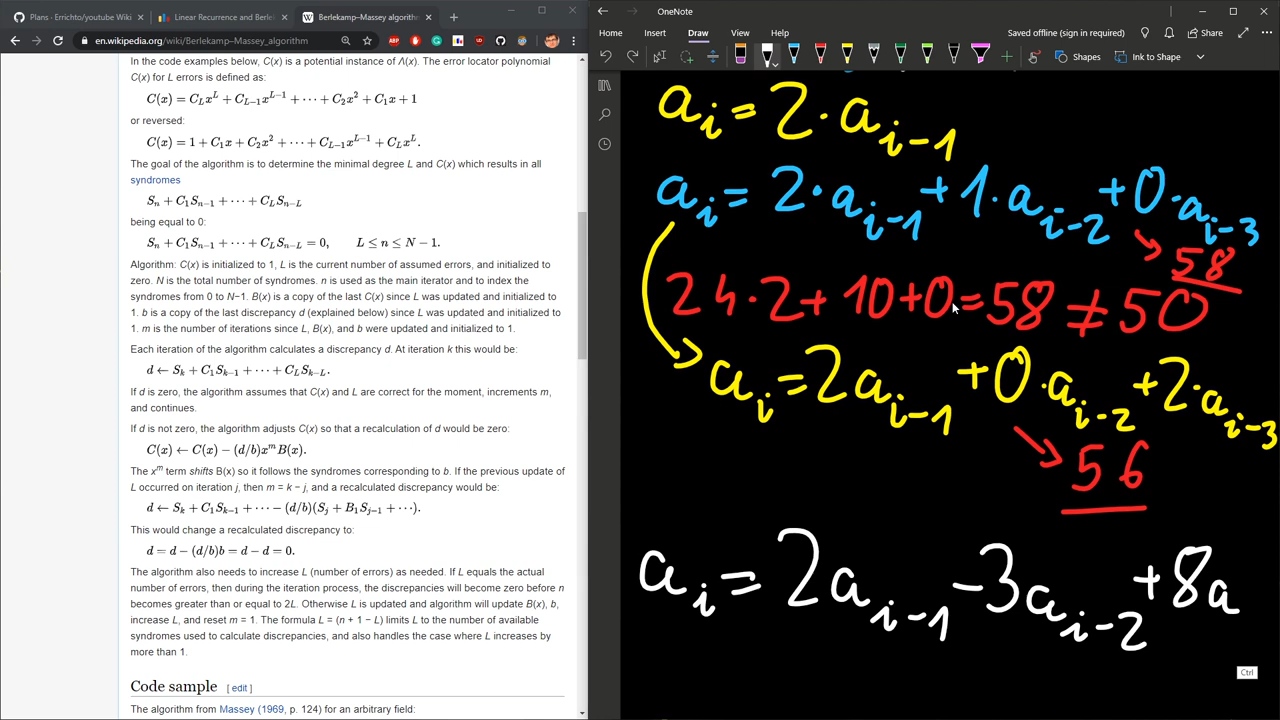 Plans · Errichto/youtube Wiki
Linear Recurrence and Berle
Berlekamp–Massey algorithm
en.wikipedia.org/wiki/Berlekamp–Massey_algorithm
In the code examples below, C(x) is a potential instance of Λ(x). The error locator polynomial
C(x) for L errors is defined as:
C(x) = C_L x^L + C_{L−1} x^{L−1} + ⋯ + C_2 x^2 + C_1 x + 1
or reversed:
C(x) = 1 + C_1 x + C_2 x^2 + ⋯ + C_{L−1} x^{L−1} + C_L x^L.
The goal of the algorithm is to determine the minimal degree L and C(x) which results in all
syndromes
S_n + C_1 S_{n−1} + ⋯ + C_L S_{n−L}
being equal to 0:
S_n + C_1 S_{n−1} + ⋯ + C_L S_{n−L} = 0, L ≤ n ≤ N − 1.
Algorithm: C(x) is initialized to 1, L is the current number of assumed errors, and initialized to
zero. N is the total number of syndromes. n is used as the main iterator and to index the
syndromes from 0 to N−1. B(x) is a copy of the last C(x) since L was updated and initialized to
1. b is a copy of the last discrepancy d (explained below) since L was updated and initialized to
1. m is the number of iterations since L, B(x), and b were updated and initialized to 1.
Each iteration of the algorithm calculates a discrepancy d. At iteration k this would be:
d ← S_k + C_1 S_{k−1} + ⋯ + C_L S_{k−L}.
If d is zero, the algorithm assumes that C(x) and L are correct for the moment, increments m,
and continues.
If d is not zero, the algorithm adjusts C(x) so that a recalculation of d would be zero:
C(x) ← C(x) − (d/b)x^m B(x).
The x^m term shifts B(x) so it follows the syndromes corresponding to b. If the previous update of
L occurred on iteration j, then m = k − j, and a recalculated discrepancy would be:
d ← S_k + C_1 S_{k−1} + ⋯ − (d/b)(S_j + B_1 S_{j−1} + ⋯).
This would change a recalculated discrepancy to:
d = d − (d/b)b = d − d = 0.
The algorithm also needs to increase L (number of errors) as needed. If L equals the actual
number of errors, then during the iteration process, the discrepancies will become zero before n
becomes greater than or equal to 2L. Otherwise L is updated and algorithm will update B(x), b,
increase L, and reset m = 1. The formula L = (n + 1 − L) limits L to the number of available
syndromes used to calculate discrepancies, and also handles the case where L increases by
more than 1.
Code sample [ edit ]
The algorithm from Massey (1969, p. 124) for an arbitrary field:
OneNote
Home Insert Draw View Help
Saved offline (sign in required)
Share
Shapes
Ink to Shape
a_i = 2·a_{i−1}
a_i = 2·a_{i−1} + 1·a_{i−2} + 0·a_{i−3}
58
24·2 + 10 + 0 = 58 ≠ 50
a_i = 2a_{i−1} + 0·a_{i−2} + 2·a_{i−3}
56
a_i = 2a_{i−1} − 3a_{i−2} + 8a
Ctrl